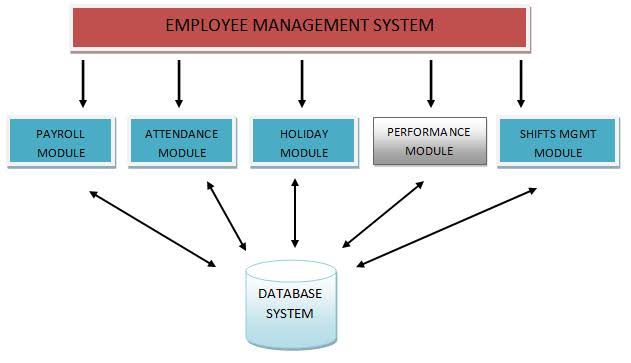 EMPLOYEE MANAGEMENT SYSTEM
PAYROLL
MODULE
ATTENDANCE
MODULE
HOLIDAY
MODULE
PERFORMANCE
MODULE
SHIFTS MGMT
MODULE
DATABASE
SYSTEM